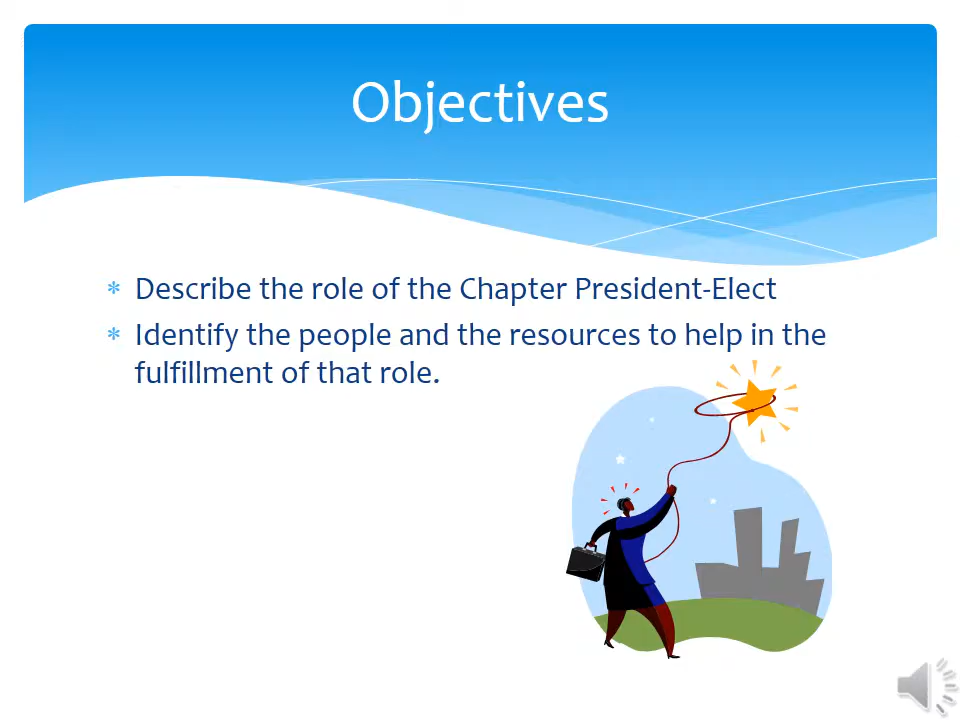 Objectives
* Describe the role of the Chapter President-Elect
* Identify the people and the resources to help in the
fulfillment of that role.